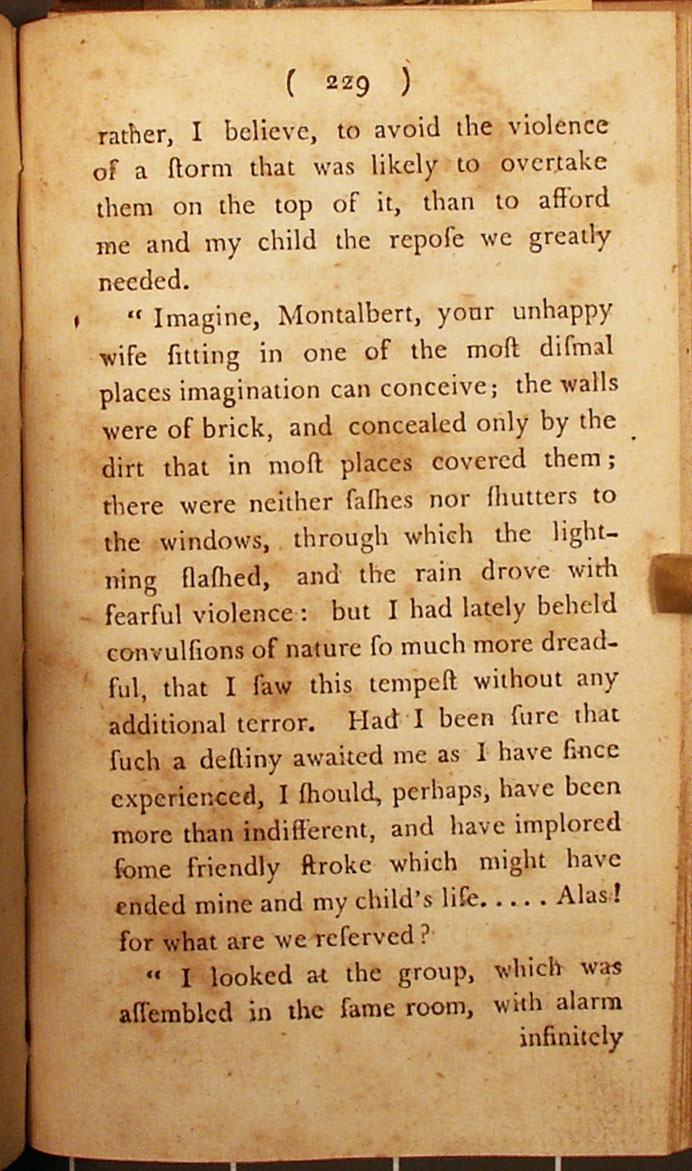 ( 229 )
rather, I believe, to avoid the violence
of a ſtorm that was likely to overtake
them on the top of it, than to afford
me and my child the repoſe we greatly
needed.
“ Imagine, Montalbert, your unhappy
wife ſitting in one of the moſt diſmal
places imagination can conceive; the walls
were of brick, and concealed only by the
dirt that in moſt places covered them;
there were neither ſaſhes nor ſhutters to
the windows, through which the light-
ning flaſhed, and the rain drove with
fearful violence: but I had lately beheld
convulſions of nature ſo much more dread-
ful, that I ſaw this tempeſt without any
additional terror. Had I been ſure that
ſuch a deſtiny awaited me as I have ſince
experienced, I ſhould, perhaps, have been
more than indifferent, and have implored
ſome friendly ſtroke which might have
ended mine and my child's life. . . . . Alas!
for what are we reſerved?
“ I looked at the group, which was
aſſembled in the ſame room, with alarm
infinitely